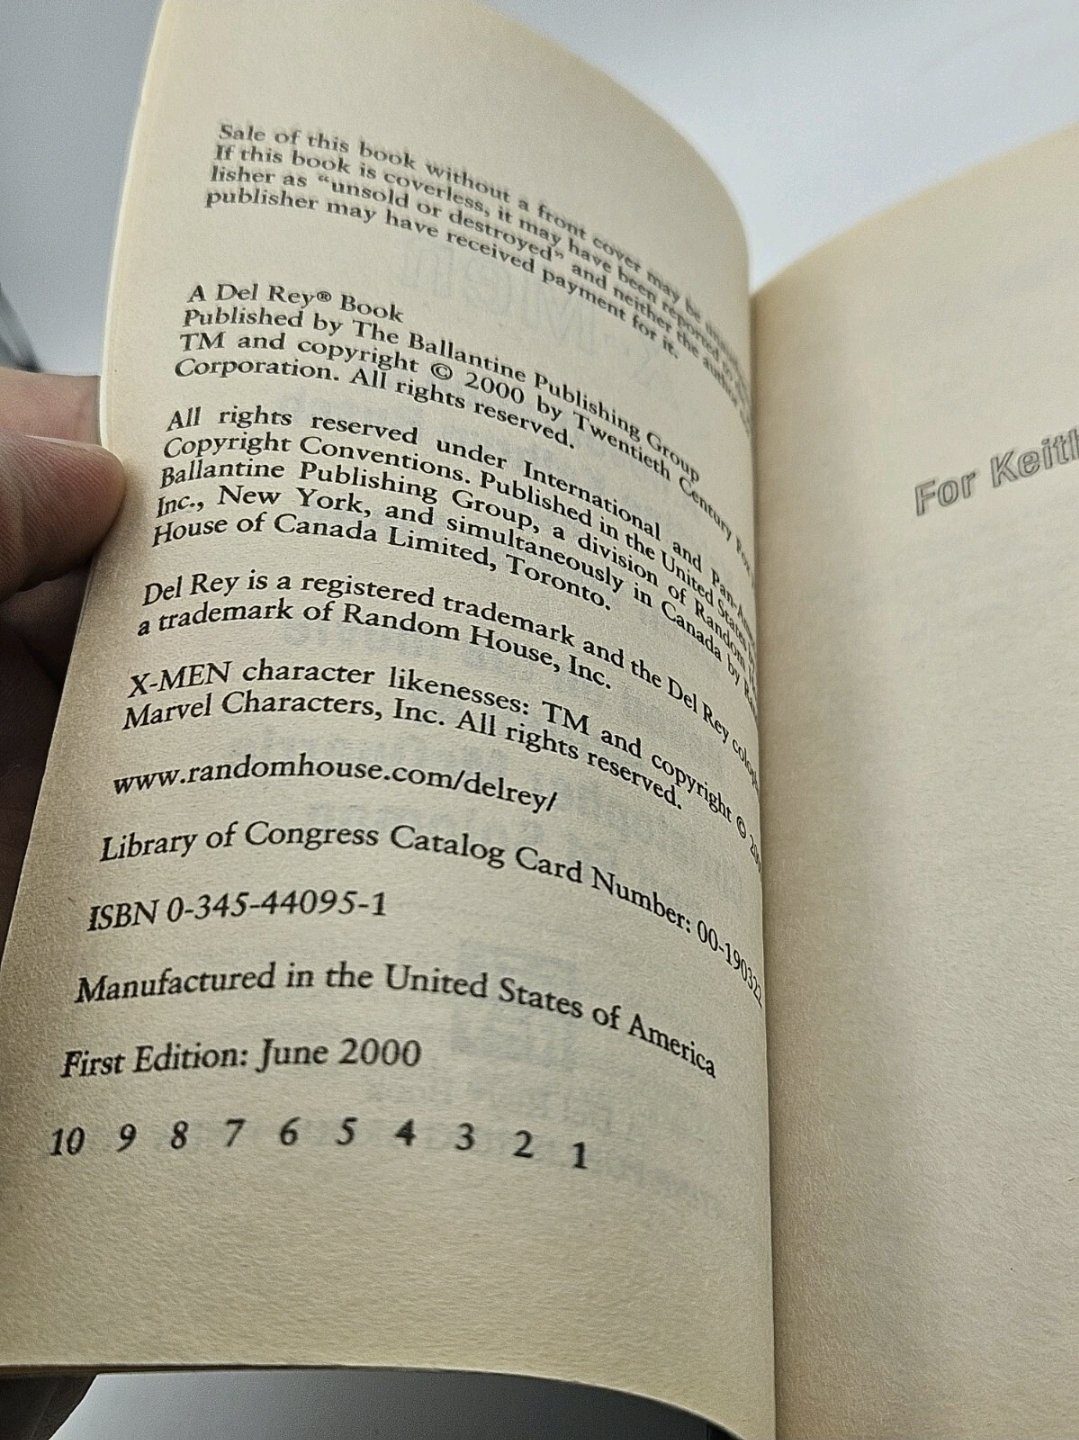 Sale of this book without a front cover may be
If this book is coverless, it may have been reported to
lisher as “unsold or destroyed” and neither the author
publisher may have received payment for it.
A Del Rey® Book
Published by The Ballantine Publishing Group
TM and copyright © 2000 by Twentieth Century Fox
Corporation. All rights reserved.
All rights reserved under International and Pan-Amer
Copyright Conventions. Published in the United States
Ballantine Publishing Group, a division of Random
Inc., New York, and simultaneously in Canada by
House of Canada Limited, Toronto.
Del Rey is a registered trademark and the Del Rey coloph
a trademark of Random House, Inc.
X-MEN character likenesses: TM and copyright © 200
Marvel Characters, Inc. All rights reserved.
www.randomhouse.com/delrey/
Library of Congress Catalog Card Number: 00-190322
ISBN 0-345-44095-1
Manufactured in the United States of America
First Edition: June 2000
10 9 8 7 6 5 4 3 2 1
For Keith